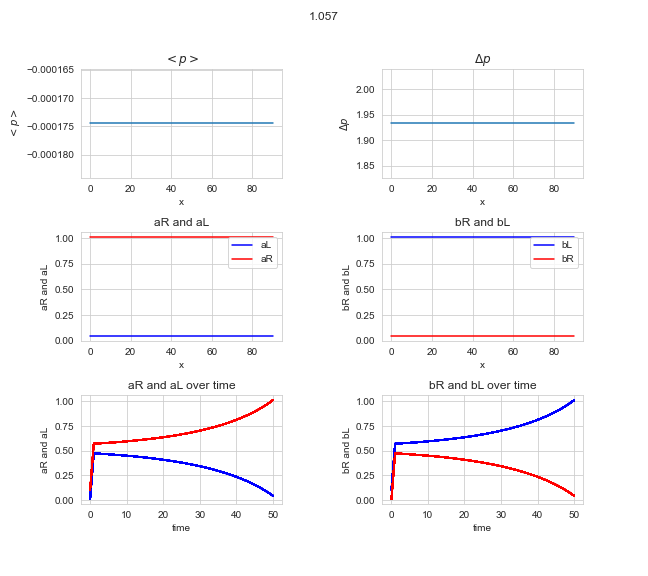 1.057
< p >
Δp
−0.000165
−0.000170
−0.000175
−0.000180
< p >
0 20 40 60 80
x
2.00
1.95
1.90
1.85
Δp
0 20 40 60 80
x
aR and aL
bR and bL
1.00
0.75
0.50
0.25
0.00
aR and aL
aL
aR
0 20 40 60 80
x
1.00
0.75
0.50
0.25
0.00
bR and bL
bL
bR
0 20 40 60 80
x
aR and aL over time
bR and bL over time
1.00
0.75
0.50
0.25
0.00
aR and aL
0 10 20 30 40 50
time
1.00
0.75
0.50
0.25
0.00
bR and bL
0 10 20 30 40 50
time